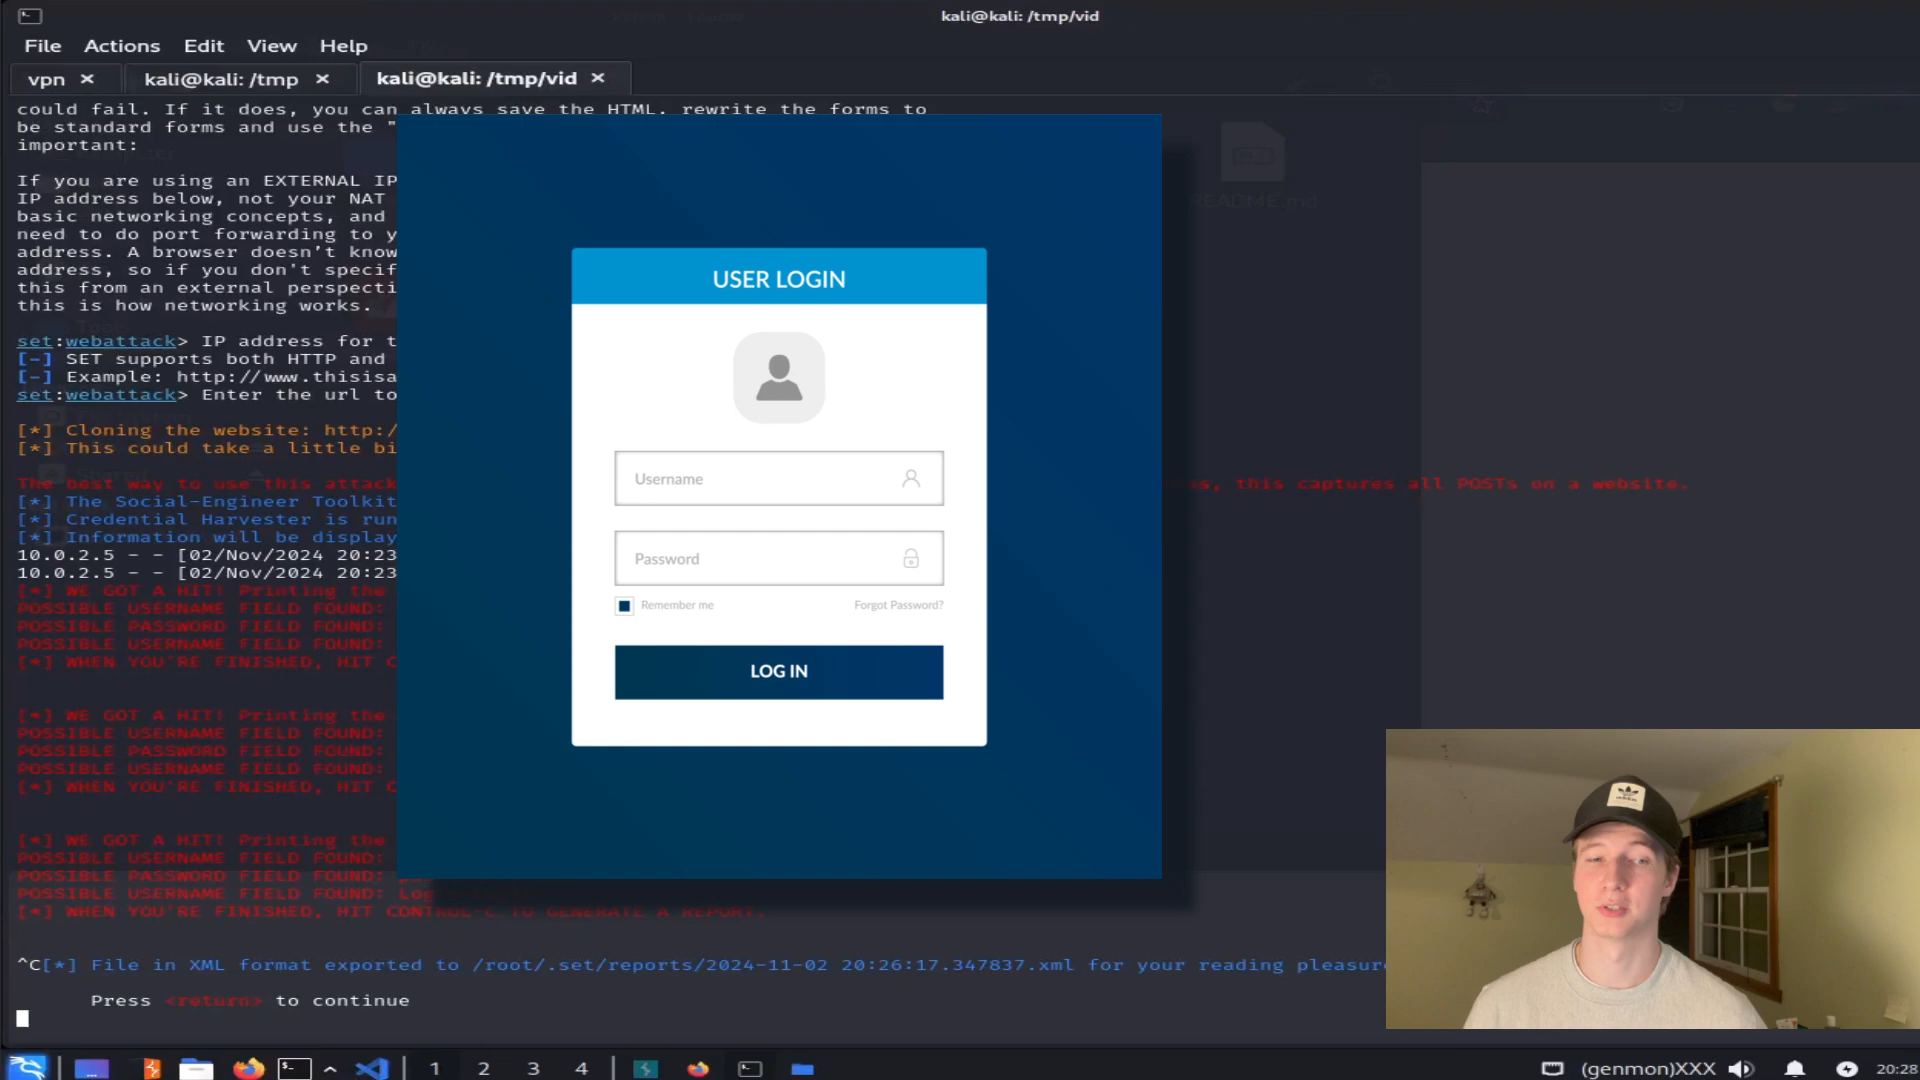 kali@kali: /tmp/vid
File Actions Edit View Help
vpn × kali@kali: /tmp × kali@kali: /tmp/vid ×
could fail. If it does, you can always save the HTML, rewrite the forms to
be standard forms and use the "
important:
If you are using an EXTERNAL IP
IP address below, not your NAT
basic networking concepts, and
need to do port forwarding to y
address. A browser doesn't know
address, so if you don't specif
this from an external perspecti
this is how networking works.
set:webattack> IP address for t
[-] SET supports both HTTP and
[-] Example: http://www.thisisa
set:webattack> Enter the url to
[*] Cloning the website: http:/
[*] This could take a little bi
The best way to use this attack s, this captures all POSTs on a website.
[*] The Social-Engineer Toolkit
[*] Credential Harvester is run
[*] Information will be display
10.0.2.5 - - [02/Nov/2024 20:23
10.0.2.5 - - [02/Nov/2024 20:23
[*] WE GOT A HIT! Printing the
POSSIBLE USERNAME FIELD FOUND:
POSSIBLE PASSWORD FIELD FOUND:
POSSIBLE USERNAME FIELD FOUND:
[*] WHEN YOU'RE FINISHED, HIT C
[*] WE GOT A HIT! Printing the
POSSIBLE USERNAME FIELD FOUND:
POSSIBLE PASSWORD FIELD FOUND:
POSSIBLE USERNAME FIELD FOUND:
[*] WHEN YOU'RE FINISHED, HIT C
[*] WE GOT A HIT! Printing the
POSSIBLE USERNAME FIELD FOUND:
POSSIBLE PASSWORD FIELD FOUND:
POSSIBLE USERNAME FIELD FOUND: Log
[*] WHEN YOU'RE FINISHED, HIT CONTROL-C TO GENERATE A REPORT.
^C[*] File in XML format exported to /root/.set/reports/2024-11-02 20:26:17.347837.xml for your reading pleasur
Press <return> to continue
USER LOGIN
Username
Password
Remember me Forgot Password?
LOG IN
README.md
adidas
1 2 3 4 (genmon)XXX 20:28